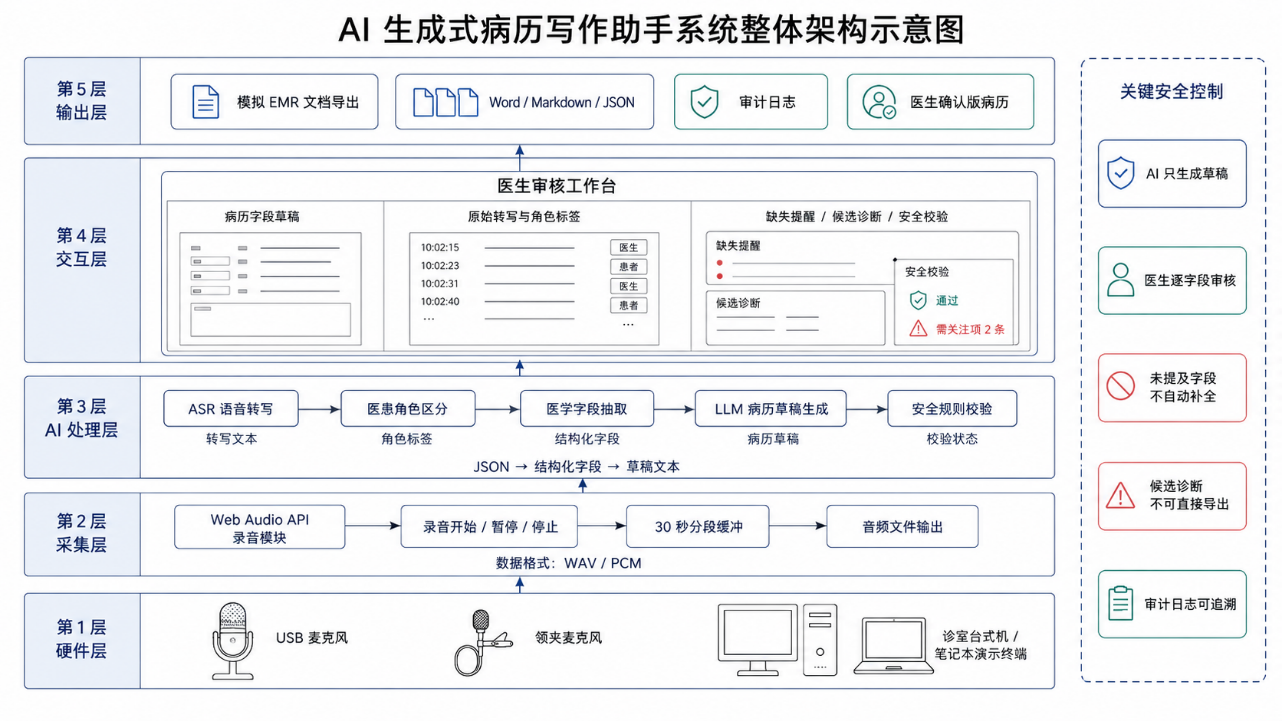 AI 生成式病历写作助手系统整体架构示意图
第5层
输出层
模拟 EMR 文档导出
Word / Markdown / JSON
审计日志
医生确认版病历
第4层
交互层
医生审核工作台
病历字段草稿
原始转写与角色标签
10:02:15
医生
10:02:23
患者
10:02:31
医生
10:02:40
患者
...
...
缺失提醒 / 候选诊断 / 安全校验
缺失提醒
候选诊断
安全校验
通过
需关注项 2 条
第3层
AI 处理层
ASR 语音转写
医患角色区分
医学字段抽取
LLM 病历草稿生成
安全规则校验
转写文本
角色标签
结构化字段
病历草稿
校验状态
JSON → 结构化字段 → 草稿文本
第2层
采集层
Web Audio API
录音模块
录音开始 / 暂停 / 停止
30 秒分段缓冲
音频文件输出
数据格式：WAV / PCM
第1层
硬件层
USB 麦克风
领夹麦克风
诊室台式机 /
笔记本演示终端
关键安全控制
AI 只生成草稿
医生逐字段审核
未提及字段
不自动补全
候选诊断
不可直接导出
审计日志可追溯